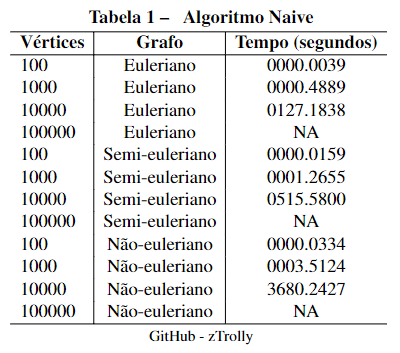 Tabela 1 – Algoritmo Naive
Vértices Grafo Tempo (segundos)
100 Euleriano 0000.0039
1000 Euleriano 0000.4889
10000 Euleriano 0127.1838
100000 Euleriano NA
100 Semi-euleriano 0000.0159
1000 Semi-euleriano 0001.2655
10000 Semi-euleriano 0515.5800
100000 Semi-euleriano NA
100 Não-euleriano 0000.0334
1000 Não-euleriano 0003.5124
10000 Não-euleriano 3680.2427
100000 Não-euleriano NA
GitHub - zTrolly